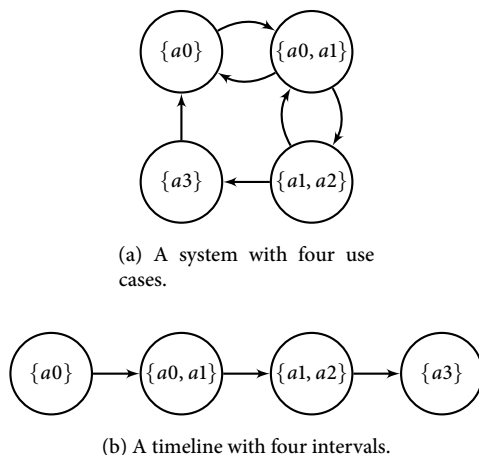 {a0} {a0, a1}
{a3} {a1, a2}
(a) A system with four use
cases.
{a0} {a0, a1} {a1, a2} {a3}
(b) A timeline with four intervals.